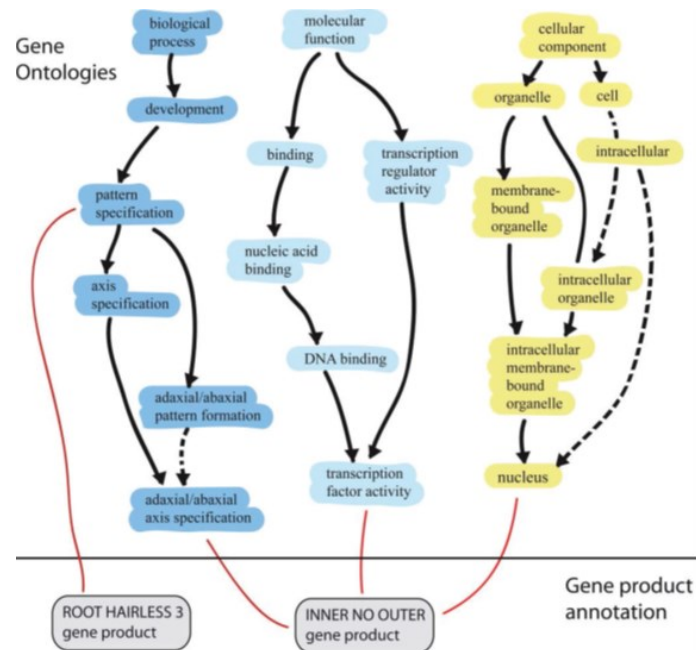 Gene
Ontologies
biological
process
development
pattern
specification
axis
specification
adaxial/abaxial
pattern formation
adaxial/abaxial
axis specification
molecular
function
binding
transcription
regulator
activity
nucleic acid
binding
DNA binding
transcription
factor activity
cellular
component
organelle
cell
intracellular
membrane-
bound
organelle
intracellular
organelle
intracellular
membrane-
bound
organelle
nucleus
Gene product
annotation
ROOT HAIRLESS 3
gene product
INNER NO OUTER
gene product